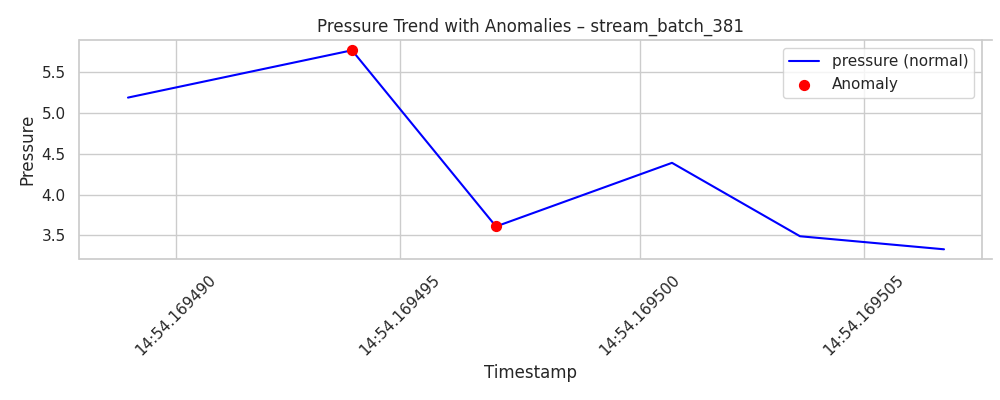 Pressure Trend with Anomalies – stream_batch_381
pressure (normal)
Anomaly
Pressure
5.5
5.0
4.5
4.0
3.5
14:54.169490
14:54.169495
14:54.169500
14:54.169505
Timestamp